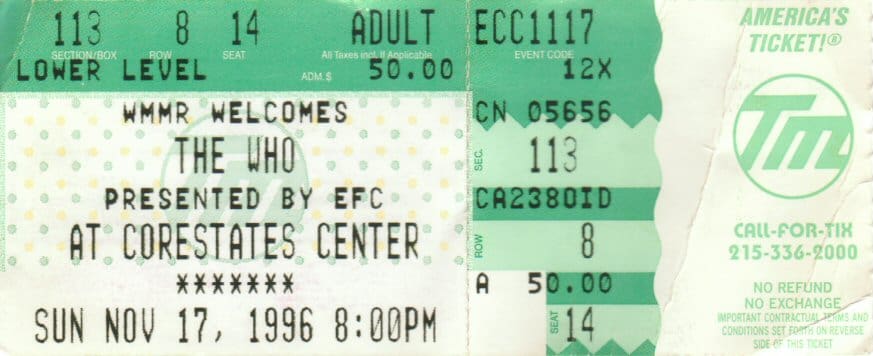 113 8 14 ADULT
SECTION/BOX ROW SEAT All Taxes incl. If Applicable
LOWER LEVEL ADM.$ 50.00
WMMR WELCOMES
THE WHO
PRESENTED BY EFC
AT CORESTATES CENTER
*******
SUN NOV 17, 1996 8:00PM
ECC1117
EVENT CODE
12X
CN 05656
SEC. 113
CA2380ID
ROW 8
A 50.00
SEAT 14
AMERICA'S
TICKET!®
TM
CALL-FOR-TIX
215-336-2000
NO REFUND
NO EXCHANGE
IMPORTANT CONTRACTUAL TERMS AND
CONDITIONS SET FORTH ON REVERSE
SIDE OF THIS TICKET